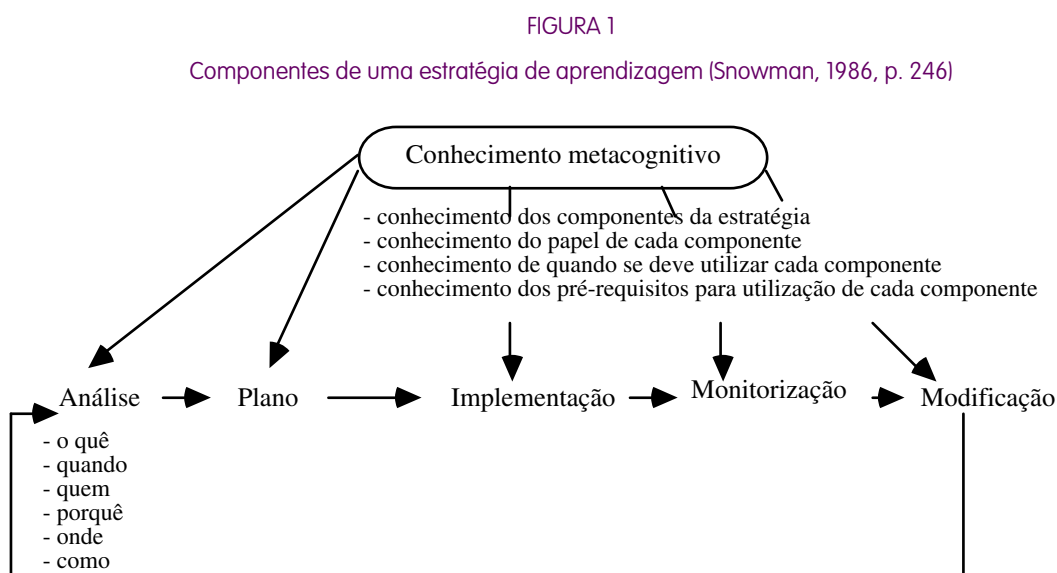 FIGURA 1
Componentes de uma estratégia de aprendizagem (Snowman, 1986, p. 246)
Conhecimento metacognitivo
- conhecimento dos componentes da estratégia
- conhecimento do papel de cada componente
- conhecimento de quando se deve utilizar cada componente
- conhecimento dos pré-requisitos para utilização de cada componente
Análise Plano Implementação Monitorização Modificação
- o quê
- quando
- quem
- porquê
- onde
- como